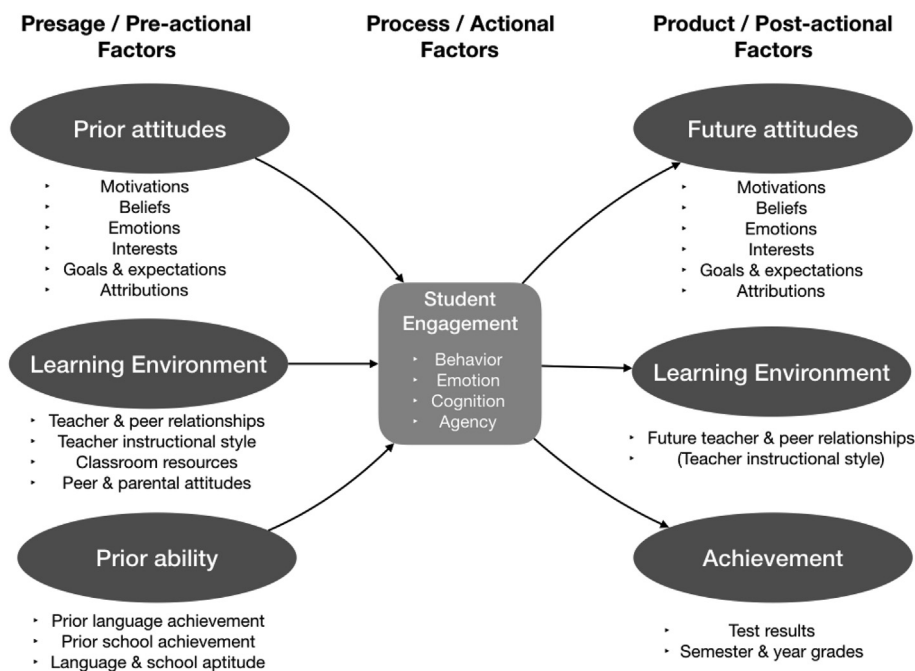 Presage / Pre-actional
Factors
Process / Actional
Factors
Product / Post-actional
Factors
Prior attitudes
‣ Motivations
‣ Beliefs
‣ Emotions
‣ Interests
‣ Goals & expectations
‣ Attributions
Learning Environment
‣ Teacher & peer relationships
‣ Teacher instructional style
‣ Classroom resources
‣ Peer & parental attitudes
Prior ability
‣ Prior language achievement
‣ Prior school achievement
‣ Language & school aptitude
Student
Engagement
‣ Behavior
‣ Emotion
‣ Cognition
‣ Agency
Future attitudes
‣ Motivations
‣ Beliefs
‣ Emotions
‣ Interests
‣ Goals & expectations
‣ Attributions
Learning Environment
‣ Future teacher & peer relationships
‣ (Teacher instructional style)
Achievement
‣ Test results
‣ Semester & year grades